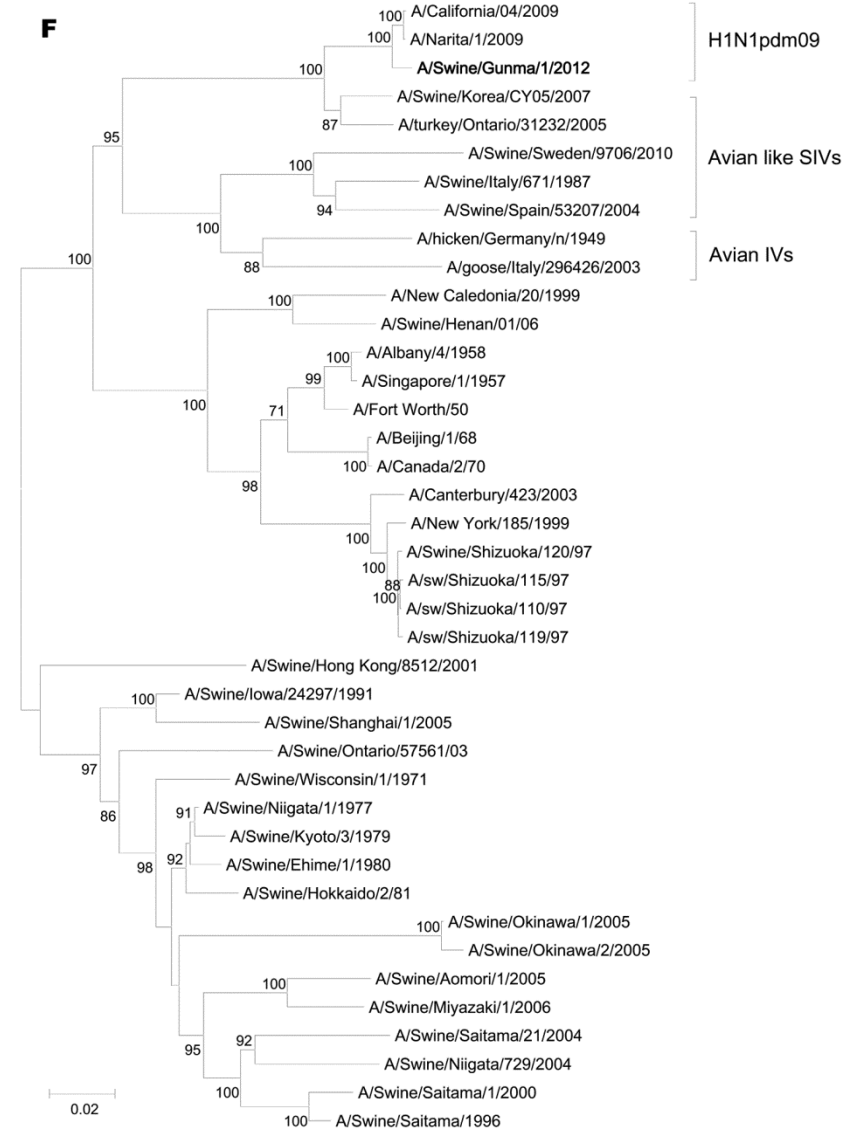 F
100
A/California/04/2009
100
A/Narita/1/2009
H1N1pdm09
100
A/Swine/Gunma/1/2012
A/Swine/Korea/CY05/2007
87
A/turkey/Ontario/31232/2005
95
A/Swine/Sweden/9706/2010
Avian like SIVs
100
A/Swine/Italy/671/1987
94
A/Swine/Spain/53207/2004
100
A/hicken/Germany/n/1949
Avian IVs
100
88
A/goose/Italy/296426/2003
A/New Caledonia/20/1999
100
A/Swine/Henan/01/06
A/Albany/4/1958
100
99
A/Singapore/1/1957
100
71
A/Fort Worth/50
A/Beijing/1/68
100
A/Canada/2/70
98
A/Canterbury/423/2003
A/New York/185/1999
100
A/Swine/Shizuoka/120/97
100
88
A/sw/Shizuoka/115/97
100
A/sw/Shizuoka/110/97
A/sw/Shizuoka/119/97
A/Swine/Hong Kong/8512/2001
100
A/Swine/Iowa/24297/1991
A/Swine/Shanghai/1/2005
97
A/Swine/Ontario/57561/03
A/Swine/Wisconsin/1/1971
86
91
A/Swine/Niigata/1/1977
A/Swine/Kyoto/3/1979
98
92
A/Swine/Ehime/1/1980
A/Swine/Hokkaido/2/81
100
A/Swine/Okinawa/1/2005
A/Swine/Okinawa/2/2005
100
A/Swine/Aomori/1/2005
A/Swine/Miyazaki/1/2006
95
92
A/Swine/Saitama/21/2004
A/Swine/Niigata/729/2004
100
A/Swine/Saitama/1/2000
0.02
100
A/Swine/Saitama/1996